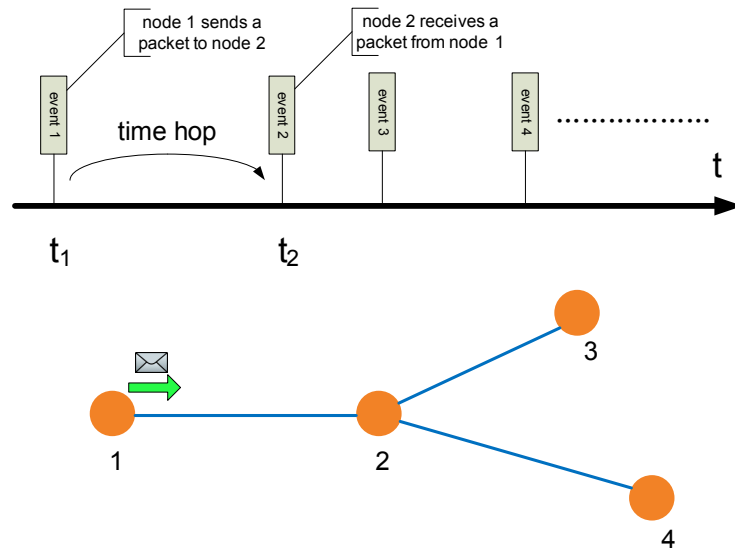 node 1 sends a
packet to node 2
node 2 receives a
packet from node 1
event 1
event 2
event 3
event 4
..................
time hop
t
t1
t2
3
1
2
4